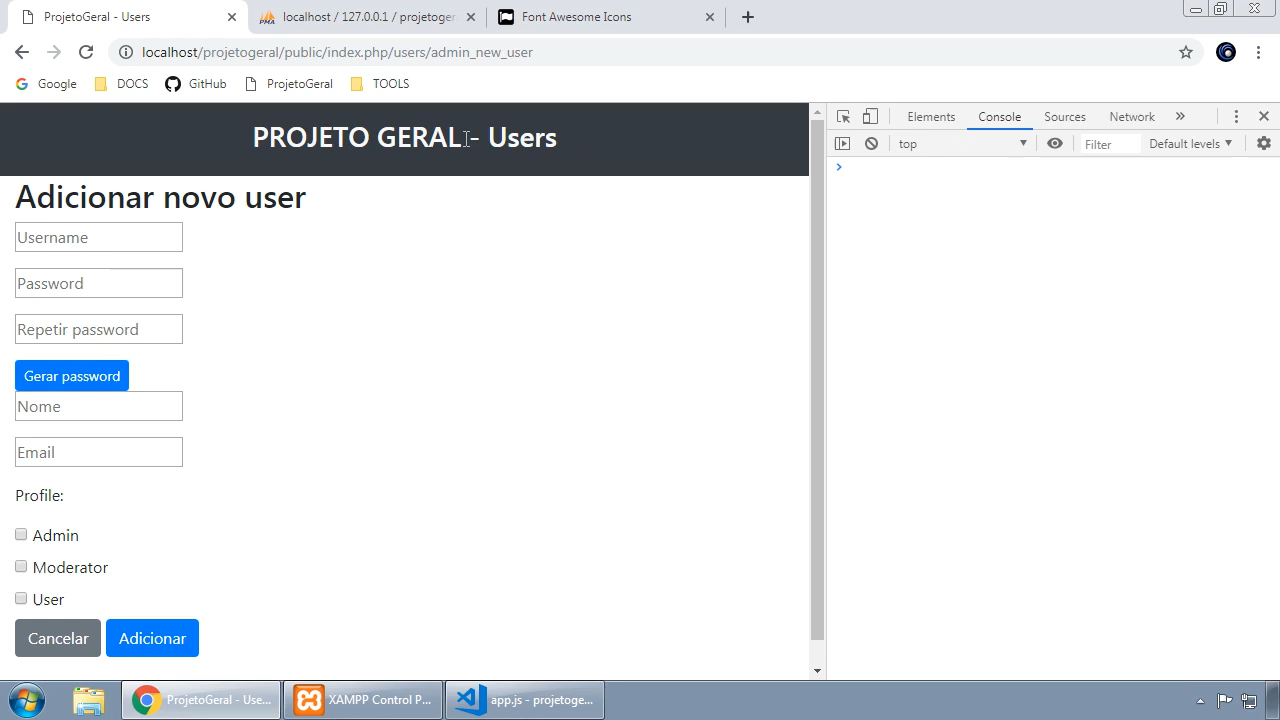 ProjetoGeral - Users
localhost / 127.0.0.1 / projetoger
Font Awesome Icons
localhost/projetogeral/public/index.php/users/admin_new_user
Google
DOCS
GitHub
ProjetoGeral
TOOLS
PROJETO GERAL - Users
Elements
Console
Sources
Network
top
Filter
Default levels
Adicionar novo user
Username
Password
Repetir password
Gerar password
Nome
Email
Profile:
Admin
Moderator
User
Cancelar
Adicionar
ProjetoGeral - Use...
XAMPP Control P...
app.js - projetoge...